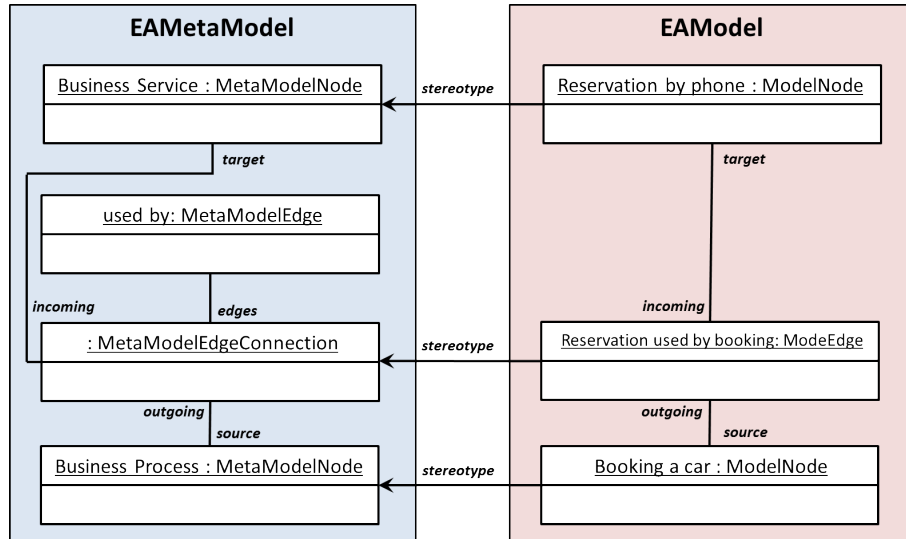 EAMetaModel
EAModel
Business Service : MetaModelNode
stereotype
Reservation by phone : ModelNode
target
target
used by: MetaModelEdge
incoming
edges
incoming
: MetaModelEdgeConnection
stereotype
Reservation used by booking: ModeEdge
outgoing
source
outgoing
source
Business Process : MetaModelNode
stereotype
Booking a car : ModelNode